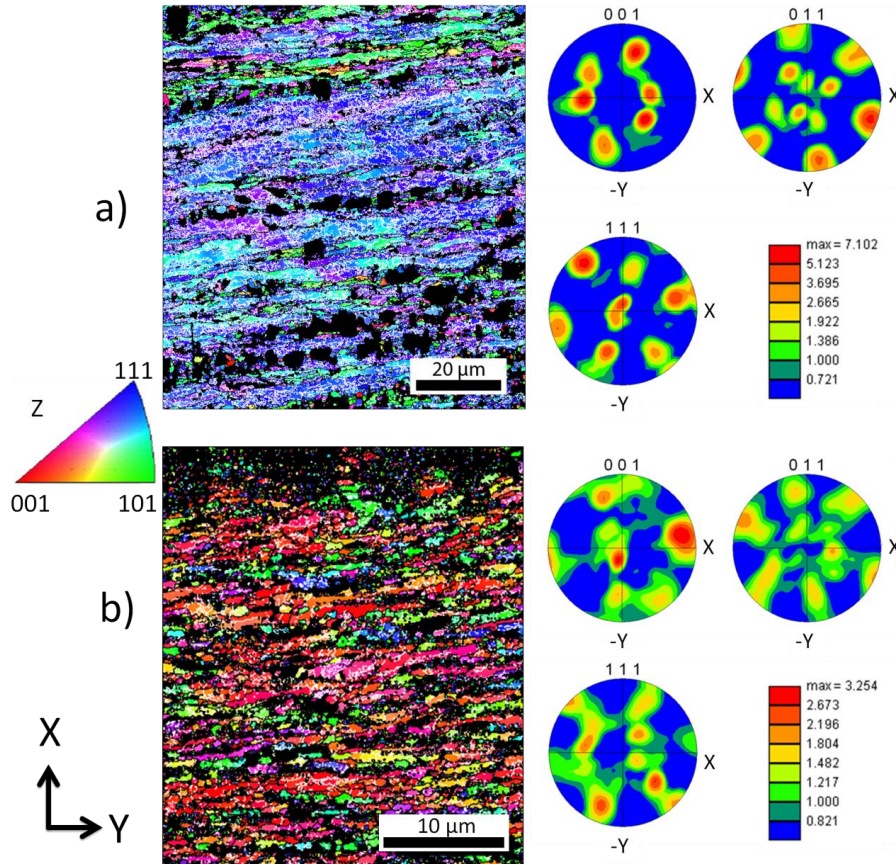 0 0 1
0 1 1
X
X
-Y
-Y
a)
1 1 1
X
-Y
max = 7.102
5.123
3.695
2.665
1.922
1.386
1.000
0.721
20 µm
111
Z
001
101
0 0 1
0 1 1
X
X
-Y
-Y
b)
1 1 1
X
-Y
max = 3.254
2.673
2.196
1.804
1.482
1.217
1.000
0.821
X
Y
10 µm